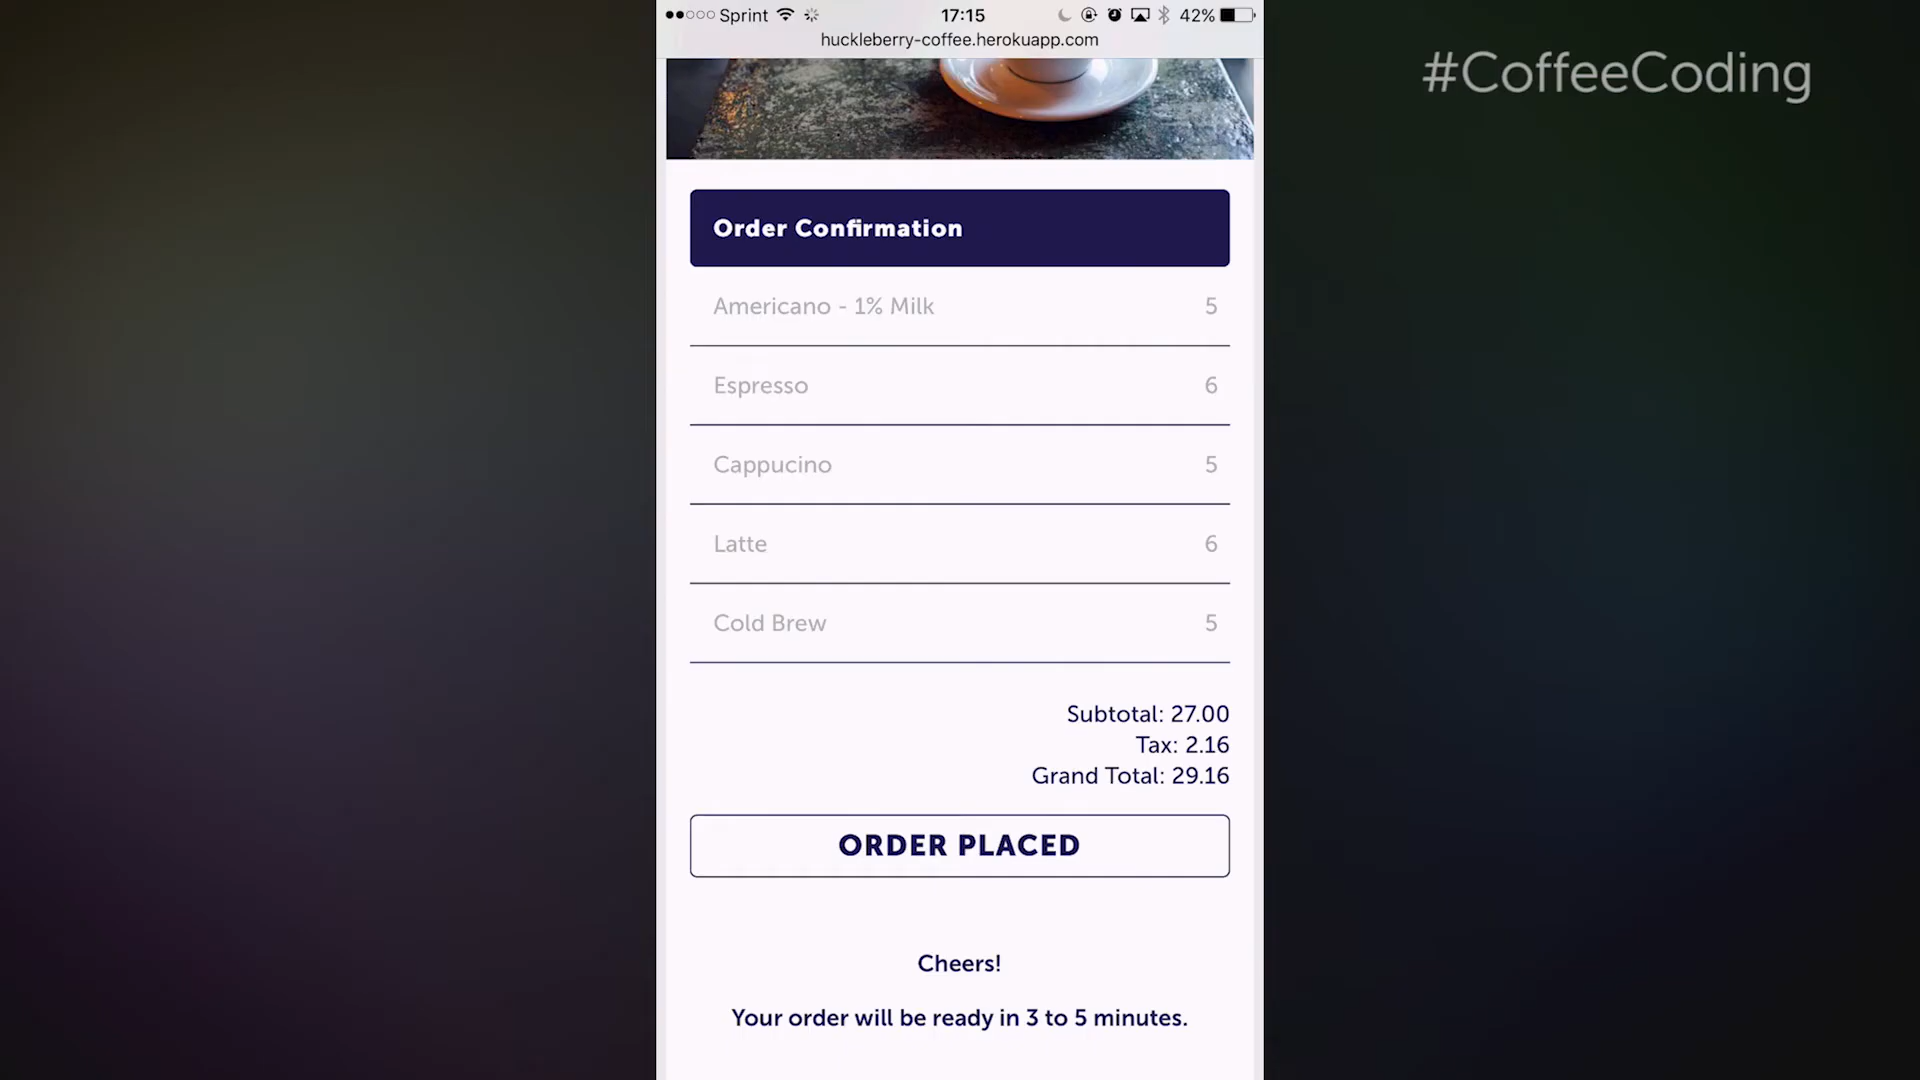 Sprint 17:15 42%
huckleberry-coffee.herokuapp.com
#CoffeeCoding
Order Confirmation
Americano - 1% Milk 5
Espresso 6
Cappucino 5
Latte 6
Cold Brew 5
Subtotal: 27.00
Tax: 2.16
Grand Total: 29.16
ORDER PLACED
Cheers!
Your order will be ready in 3 to 5 minutes.